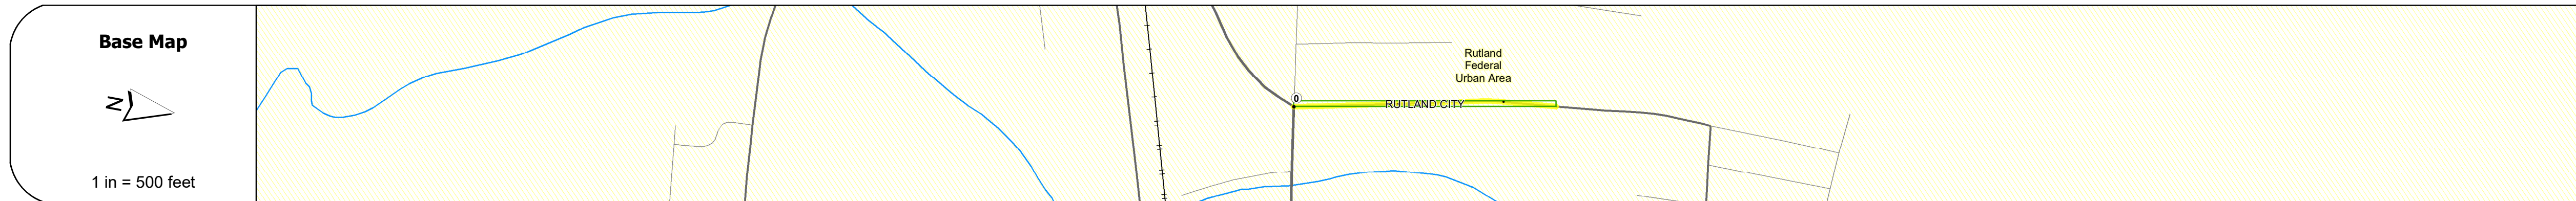 Base Map
N
1 in = 500 feet
Rutland
Federal
Urban Area
0
RUTLAND CITY